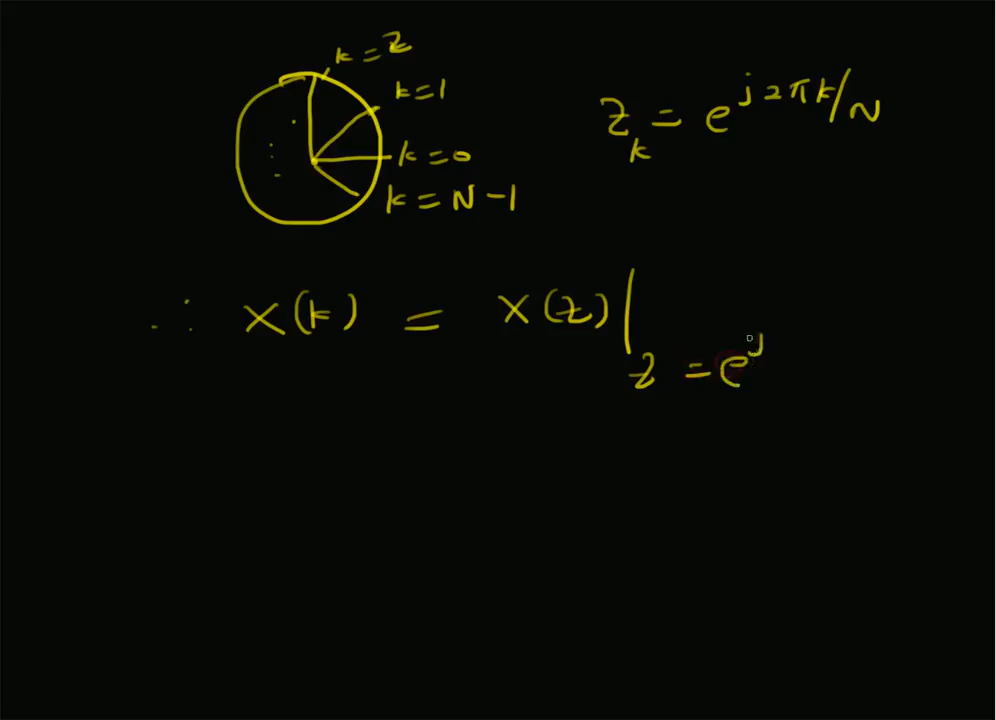 k = 2
k = 1
k = 0
k = N - 1
z_k = e^{j2πk/N}
∴ X(k) = X(z)|_{z = e^j}